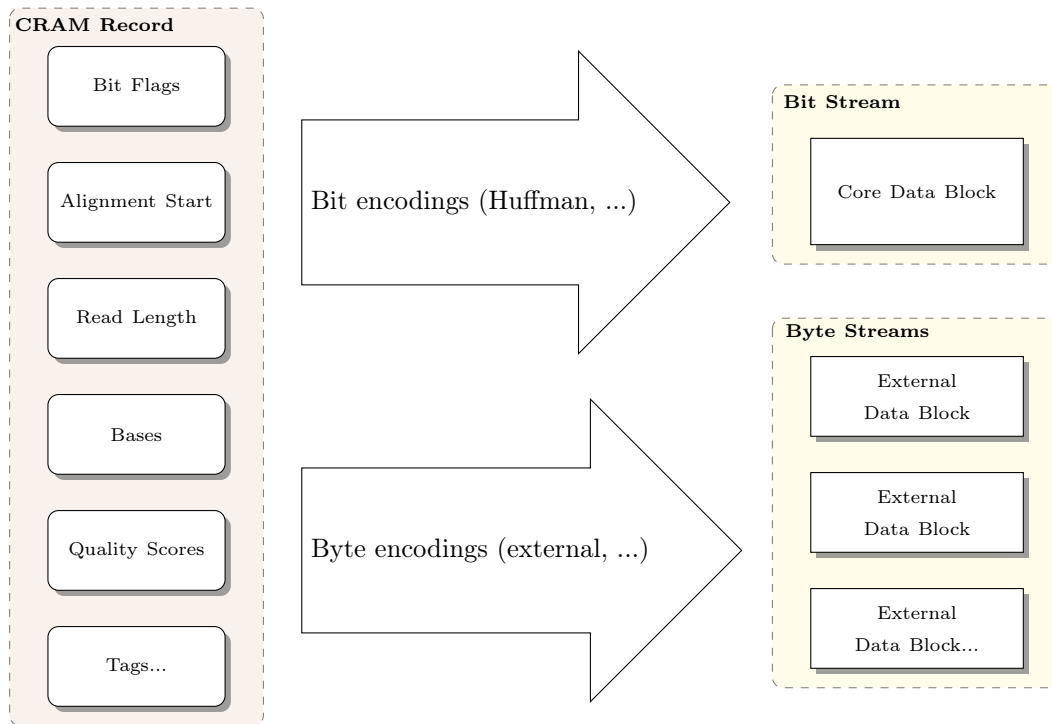 CRAM Record
Bit Flags
Alignment Start
Read Length
Bases
Quality Scores
Tags...
Bit encodings (Huffman, ...)
Byte encodings (external, ...)
Bit Stream
Core Data Block
Byte Streams
External
Data Block
External
Data Block
External
Data Block...